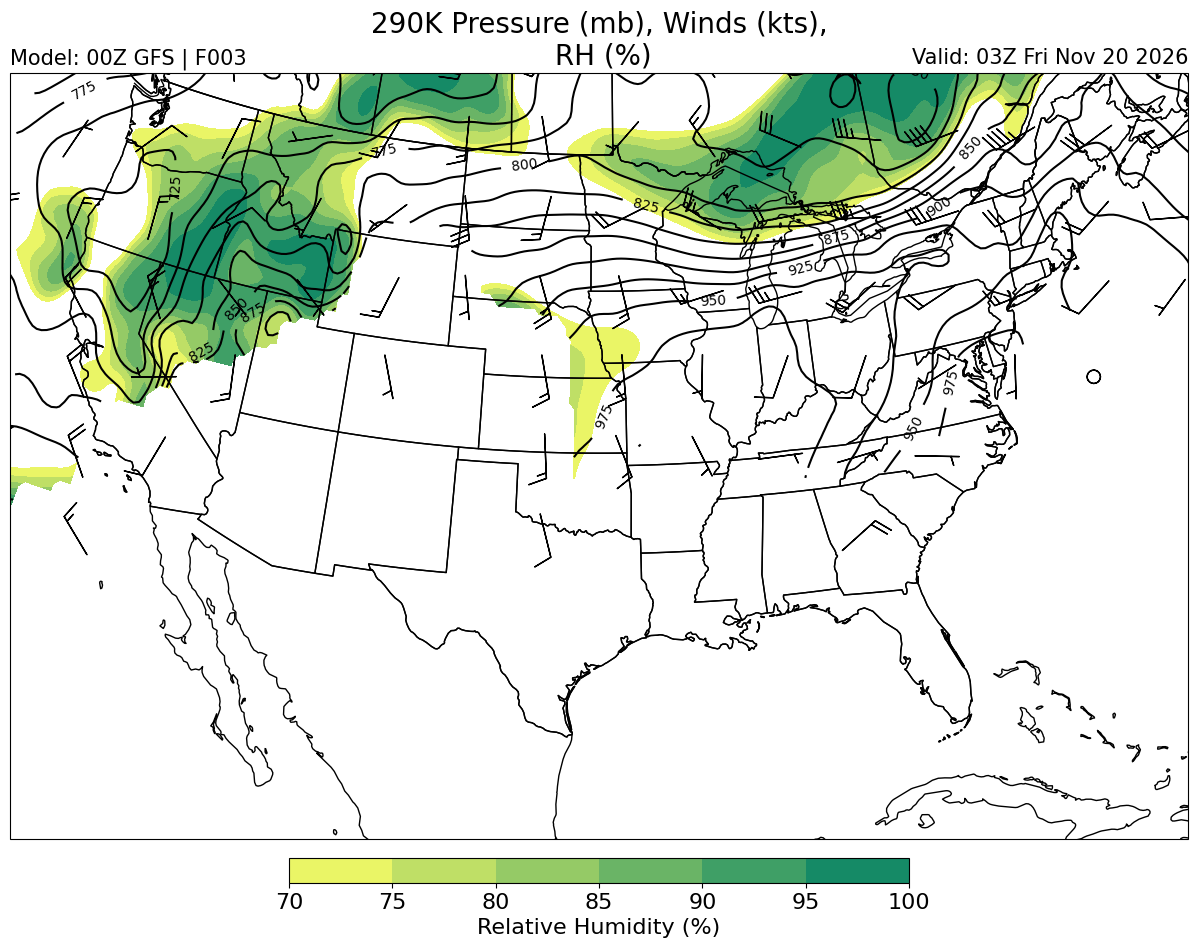 290K Pressure (mb), Winds (kts),
RH (%)
Model: 00Z GFS | F003
Valid: 03Z Fri Nov 20 2026
775
775
800
850
725
825
900
875
925
950
850
875
825
975
975
950
70 75 80 85 90 95 100
Relative Humidity (%)